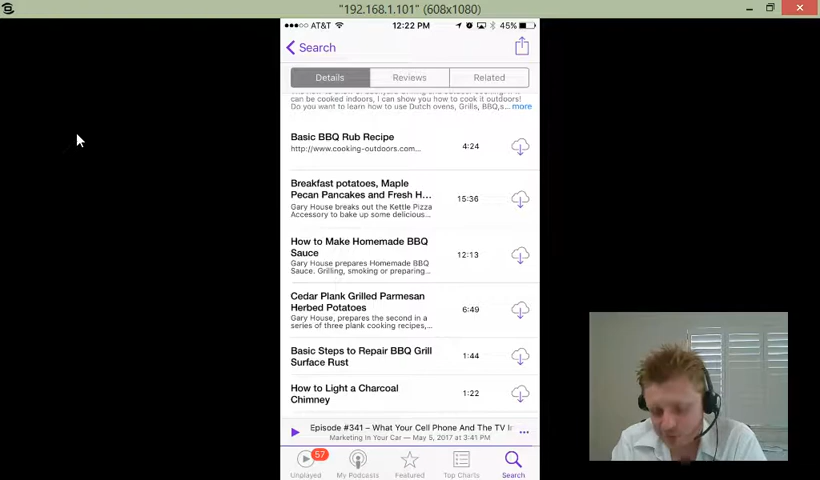 "192.168.1.101" (608x1080)
AT&T 12:22 PM 45%
Search
Details Reviews Related
can be cooked indoors, I can show you how to cook it outdoors!
Do you want to learn how to use Dutch ovens, Grills, BBQ,s... more
Basic BBQ Rub Recipe
http://www.cooking-outdoors.com...
4:24
Breakfast potatoes, Maple
Pecan Pancakes and Fresh H...
Gary House breaks out the Kettle Pizza
Accessory to bake up some delicious...
15:36
How to Make Homemade BBQ
Sauce
Gary House prepares Homemade BBQ
Sauce. Grilling, smoking or preparing...
12:13
Cedar Plank Grilled Parmesan
Herbed Potatoes
Gary House, prepares the second in a
series of three plank cooking recipes,...
6:49
Basic Steps to Repair BBQ Grill
Surface Rust
1:44
How to Light a Charcoal
Chimney
1:22
Episode #341 – What Your Cell Phone And The TV In
Marketing In Your Car — May 5, 2017 at 3:41 PM
57
Unplayed My Podcasts Featured Top Charts Search